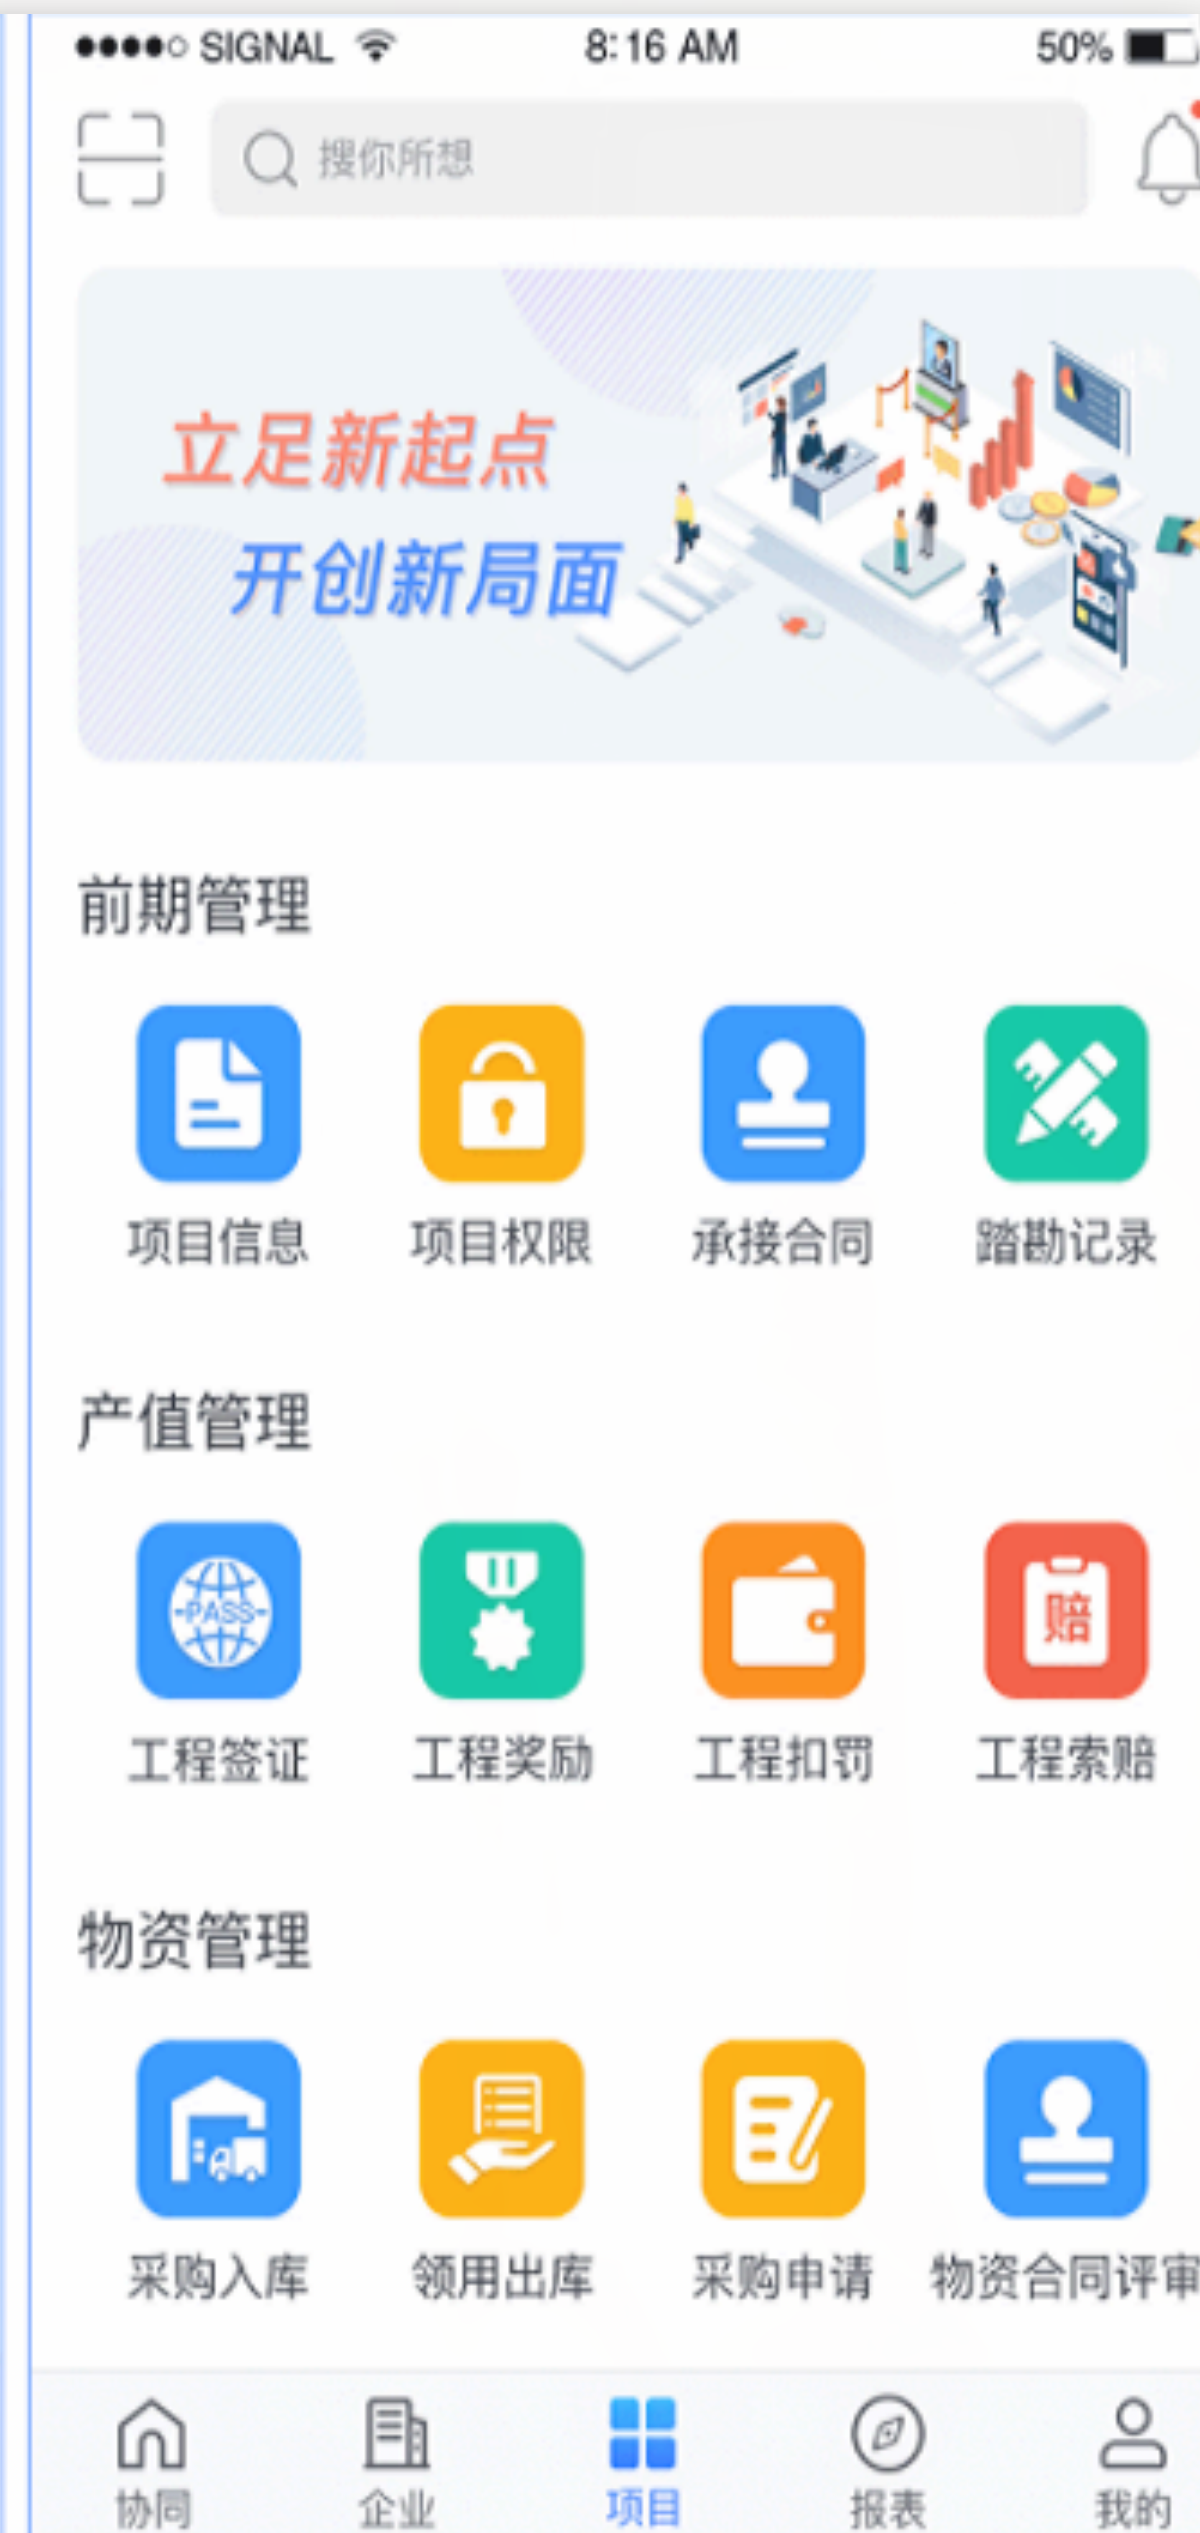 SIGNAL 8:16 AM 50%
搜你所想
立足新起点
开创新局面
前期管理
项目信息 项目权限 承接合同 踏勘记录
产值管理
PASS
赔
工程签证 工程奖励 工程扣罚 工程索赔
物资管理
采购入库 领用出库 采购申请 物资合同评审
协同 企业 项目 报表 我的